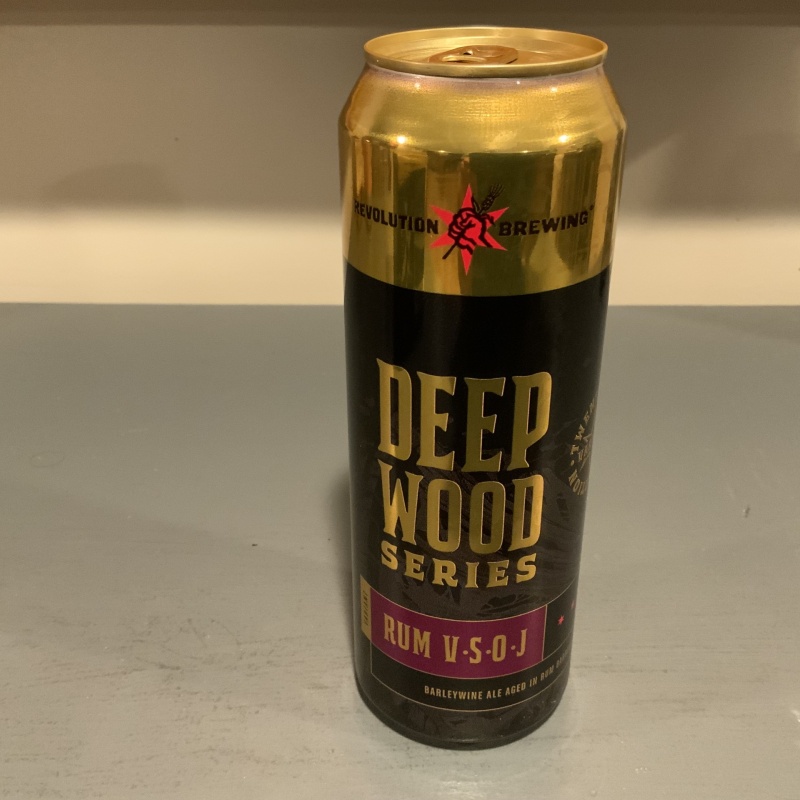 REVOLUTION BREWING
DEEP
WOOD
SERIES
RUM V·S·O·J
BARLEYWINE ALE AGED IN RUM